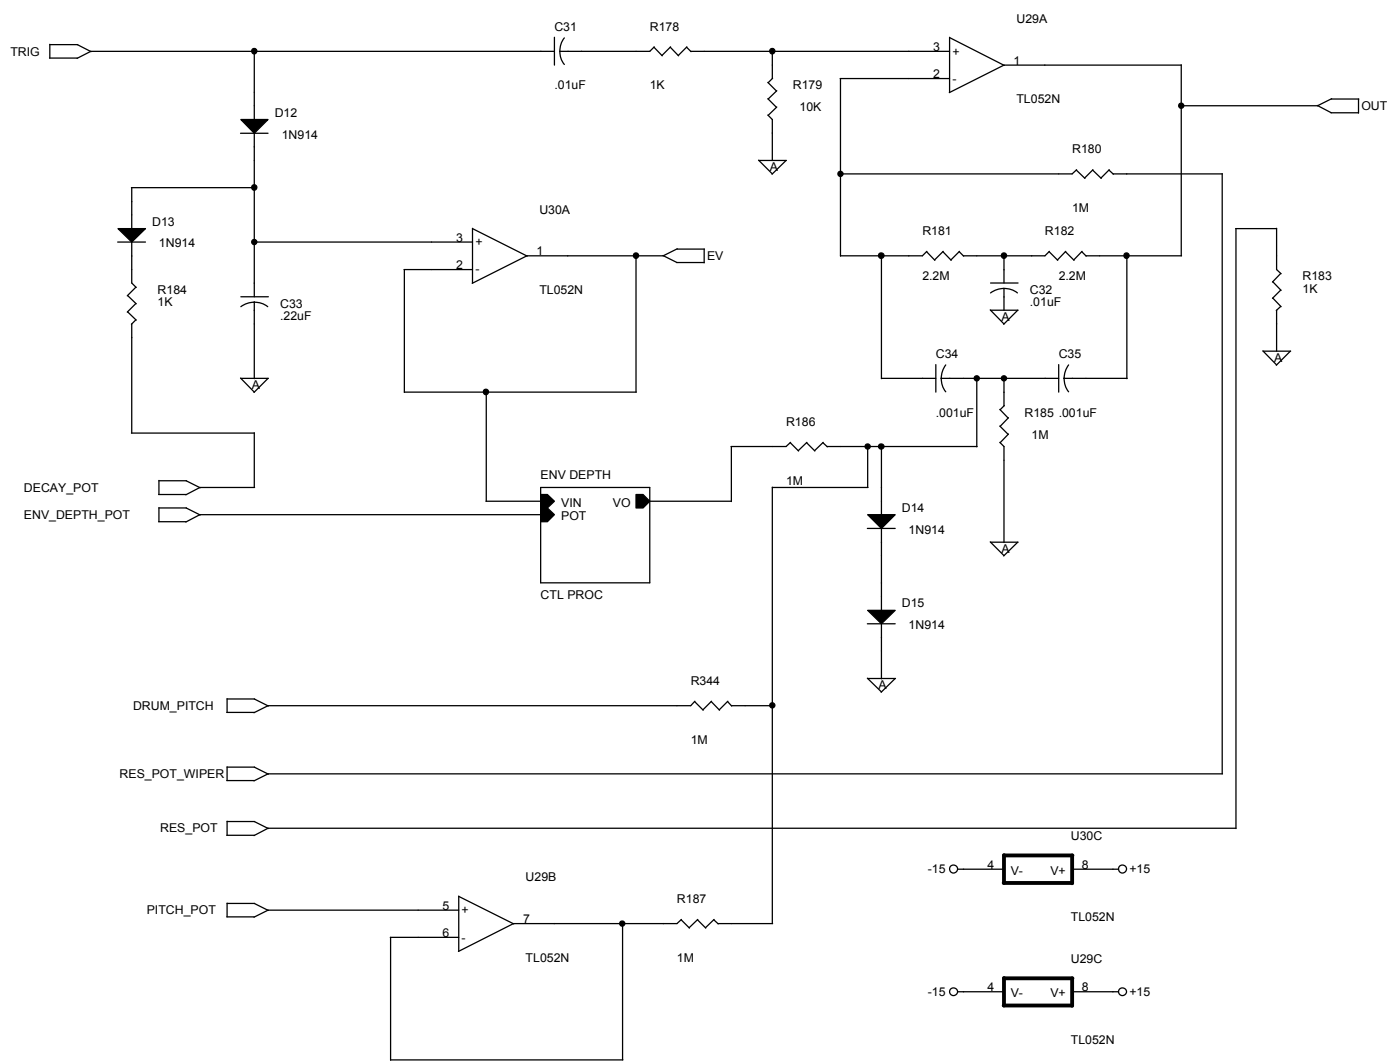 U29A
C31
R178
TRIG
3
+
1
2
-
.01uF
1K
R179
10K
TL052N
OUT
D12
1N914
R180
1M
D13
1N914
U30A
3
+
1
2
-
EV
TL052N
R181
R182
2.2M
2.2M
C32
.01uF
A
R183
1K
A
R184
1K
C33
.22uF
A
A
C34
C35
.001uF
R185
.001uF
1M
R186
1M
A
DECAY_POT
ENV_DEPTH_POT
ENV DEPTH
VIN
VO
POT
CTL PROC
D14
1N914
D15
1N914
A
R344
DRUM_PITCH
1M
RES_POT_WIPER
RES_POT
U30C
-15
4
V-
V+
8
+15
TL052N
U29B
PITCH_POT
5
+
7
6
-
TL052N
R187
1M
U29C
-15
4
V-
V+
8
+15
TL052N